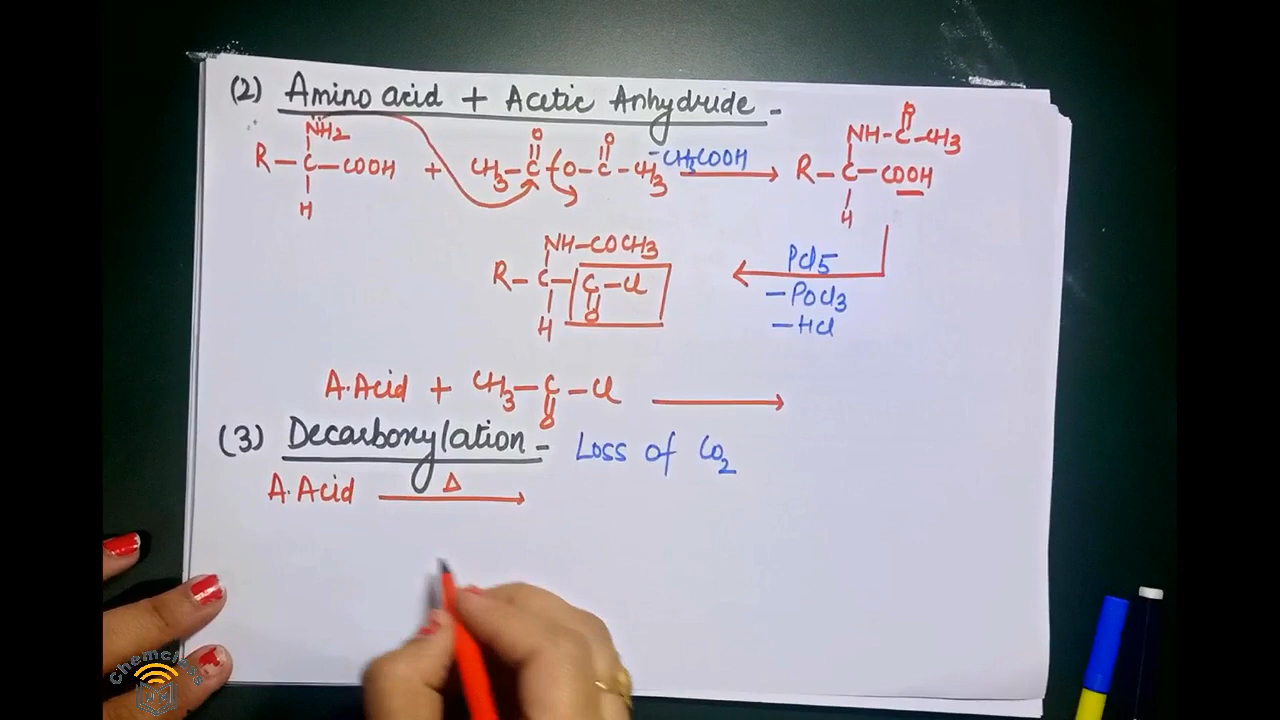 (2) Amino acid + Acetic Anhydride -
NH2 O O NH-C-CH3
R-C-COOH + CH3-C-O-C-CH3 -CH3COOH → R-C-COOH
H H
NH-COCH3 PCl5
R-C-C-Cl ← -POCl3
O
H -HCl
A.Acid + CH3-C-Cl →
O
(3) Decarboxylation - Loss of CO2
A.Acid Δ →
Chemclass